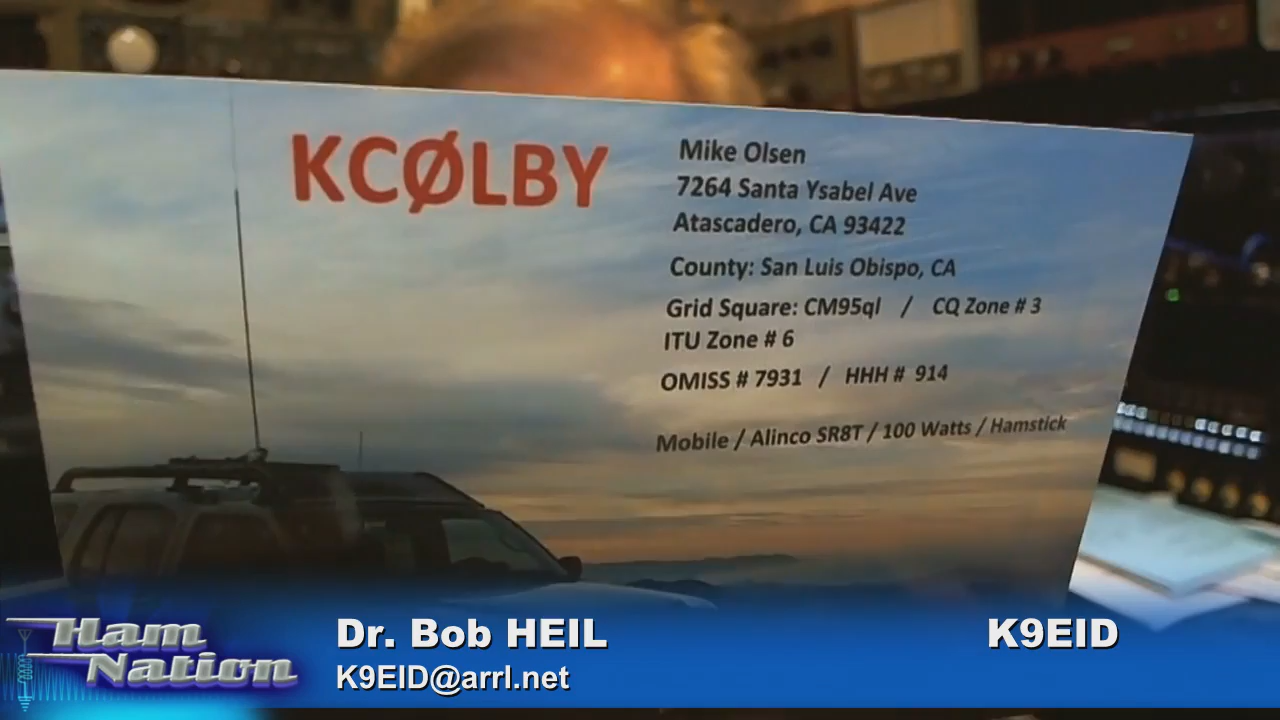 KCØLBY
Mike Olsen
7264 Santa Ysabel Ave
Atascadero, CA 93422
County: San Luis Obispo, CA
Grid Square: CM95ql / CQ Zone # 3
ITU Zone # 6
OMISS # 7931 / HHH # 914
Mobile / Alinco SR8T / 100 Watts / Hamstick
Ham
Nation
Dr. Bob HEIL
K9EID
K9EID@arrl.net